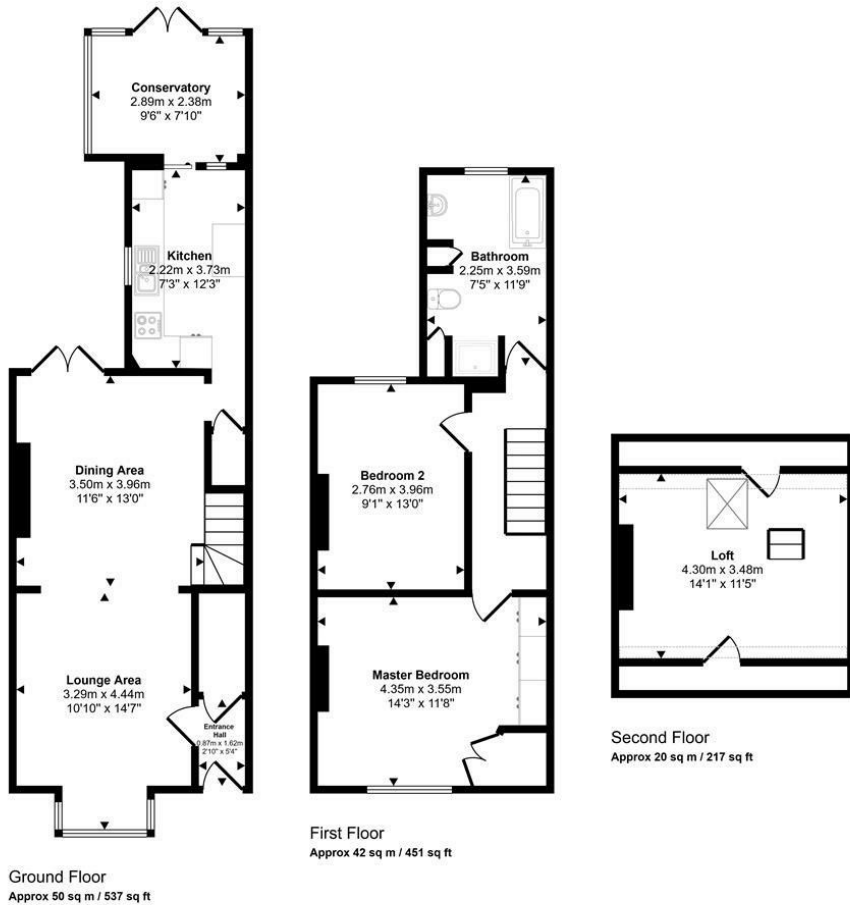 Conservatory
2.89m x 2.38m
9'6" x 7'10"
Kitchen
2.22m x 3.73m
7'3" x 12'3"
Dining Area
3.50m x 3.96m
11'6" x 13'0"
Lounge Area
3.29m x 4.44m
10'10" x 14'7"
Entrance
Hall
0.87m x 1.62m
2'10" x 5'4"
Ground Floor
Approx 50 sq m / 537 sq ft
Bathroom
2.25m x 3.59m
7'5" x 11'9"
Bedroom 2
2.76m x 3.96m
9'1" x 13'0"
Master Bedroom
4.35m x 3.55m
14'3" x 11'8"
First Floor
Approx 42 sq m / 451 sq ft
Loft
4.30m x 3.48m
14'1" x 11'5"
Second Floor
Approx 20 sq m / 217 sq ft